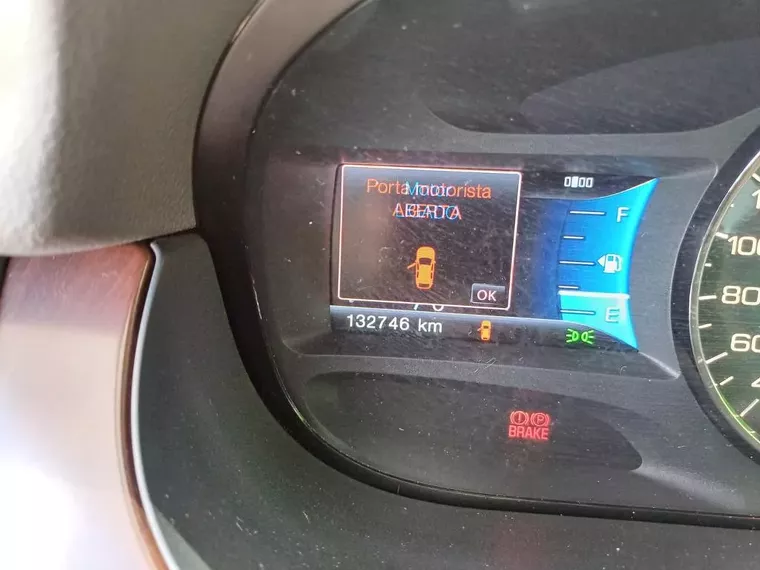 Porta motorista
ABERTA
OK
132746 km
F
E
BRAKE
100
80
60